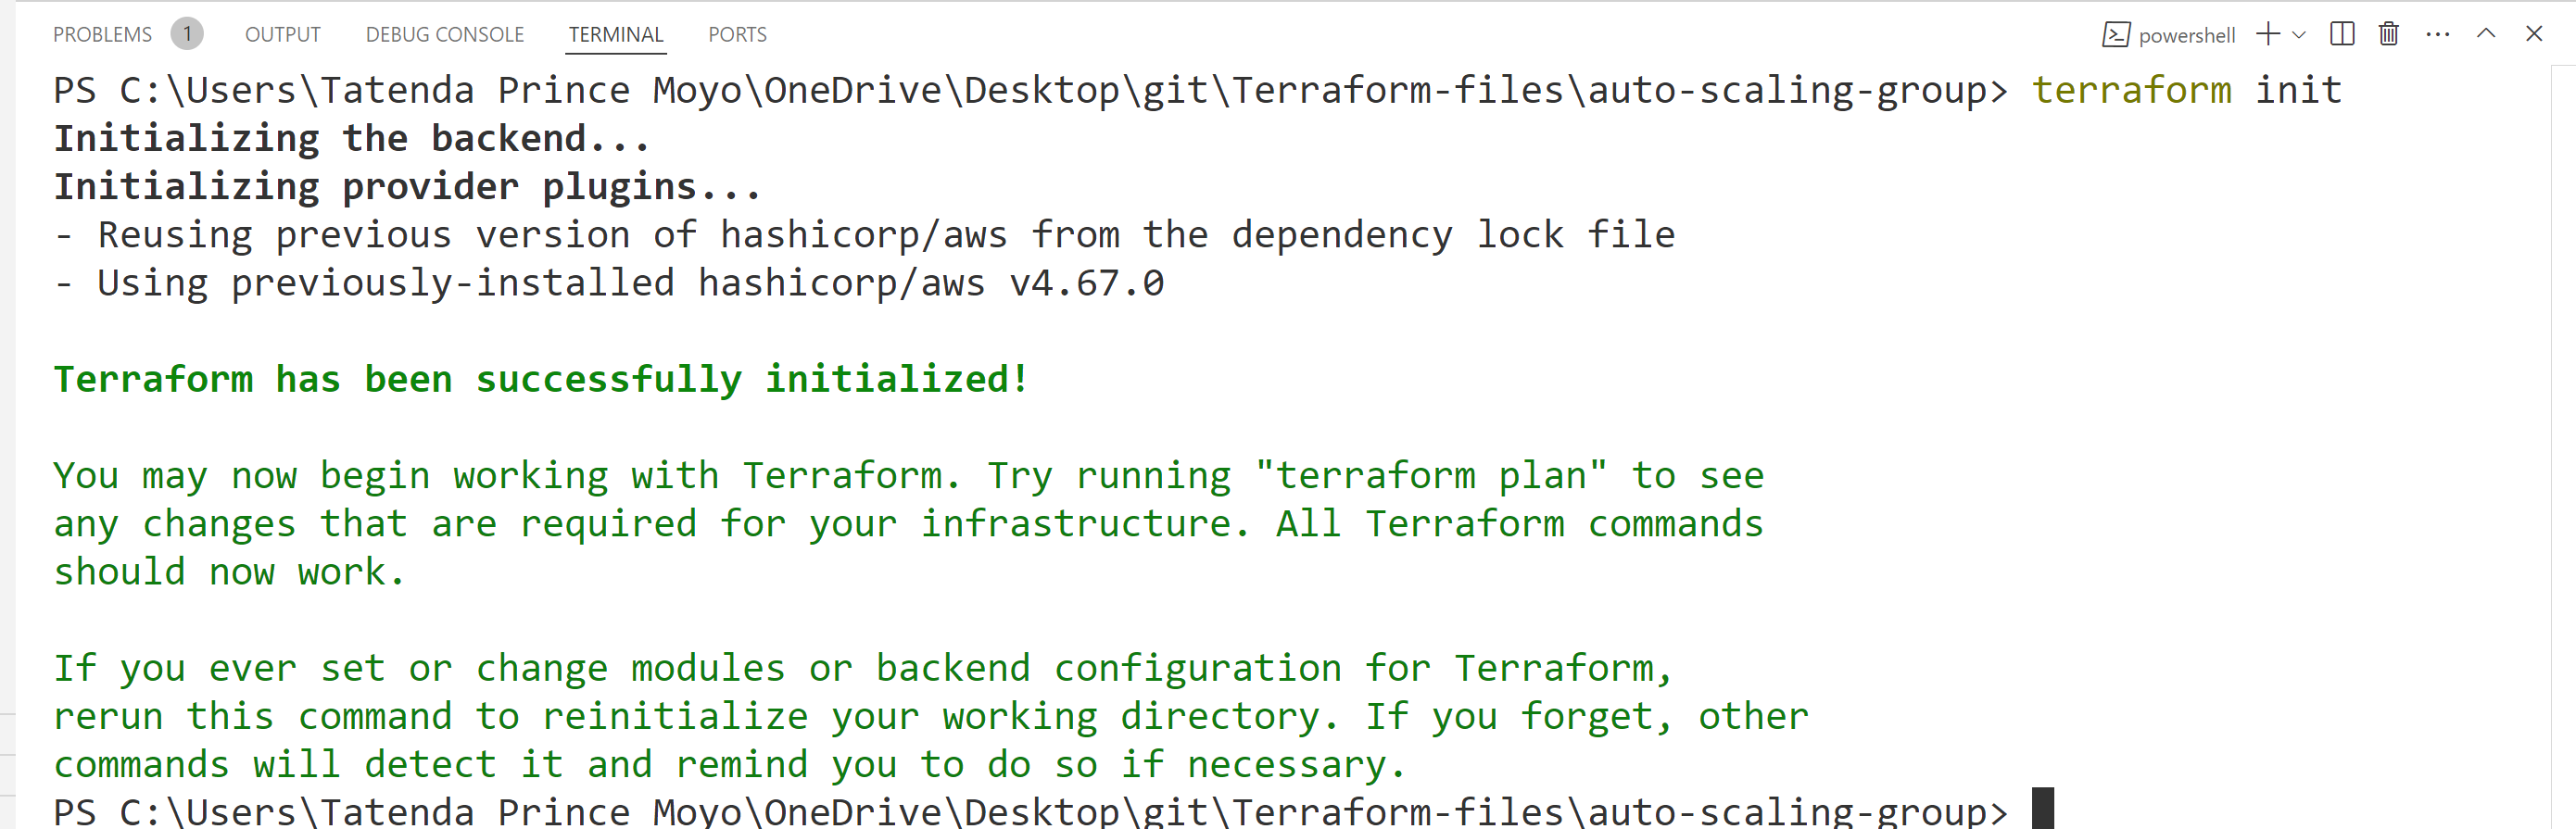 PROBLEMS 1 OUTPUT DEBUG CONSOLE TERMINAL PORTS powershell
PS C:\Users\Tatenda Prince Moyo\OneDrive\Desktop\git\Terraform-files\auto-scaling-group> terraform init
Initializing the backend...
Initializing provider plugins...
- Reusing previous version of hashicorp/aws from the dependency lock file
- Using previously-installed hashicorp/aws v4.67.0
Terraform has been successfully initialized!
You may now begin working with Terraform. Try running "terraform plan" to see
any changes that are required for your infrastructure. All Terraform commands
should now work.
If you ever set or change modules or backend configuration for Terraform,
rerun this command to reinitialize your working directory. If you forget, other
commands will detect it and remind you to do so if necessary.
PS C:\Users\Tatenda Prince Moyo\OneDrive\Desktop\git\Terraform-files\auto-scaling-group>